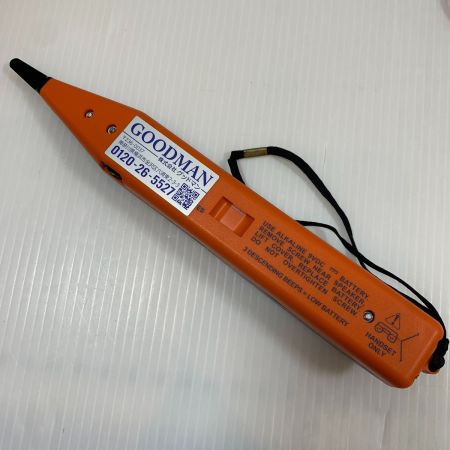 GOODMAN
株式会社 グッドマン
0120-26-5527
USE ALKALINE 9VDC BATTERY
REMOVE SCREW NEAR SPEAKER
LIFT COVER, REPLACE BATTERY
DO NOT OVERTIGHTEN SCREW
3 DESCENDING BEEPS = LOW BATTERY
HANDSET
ONLY